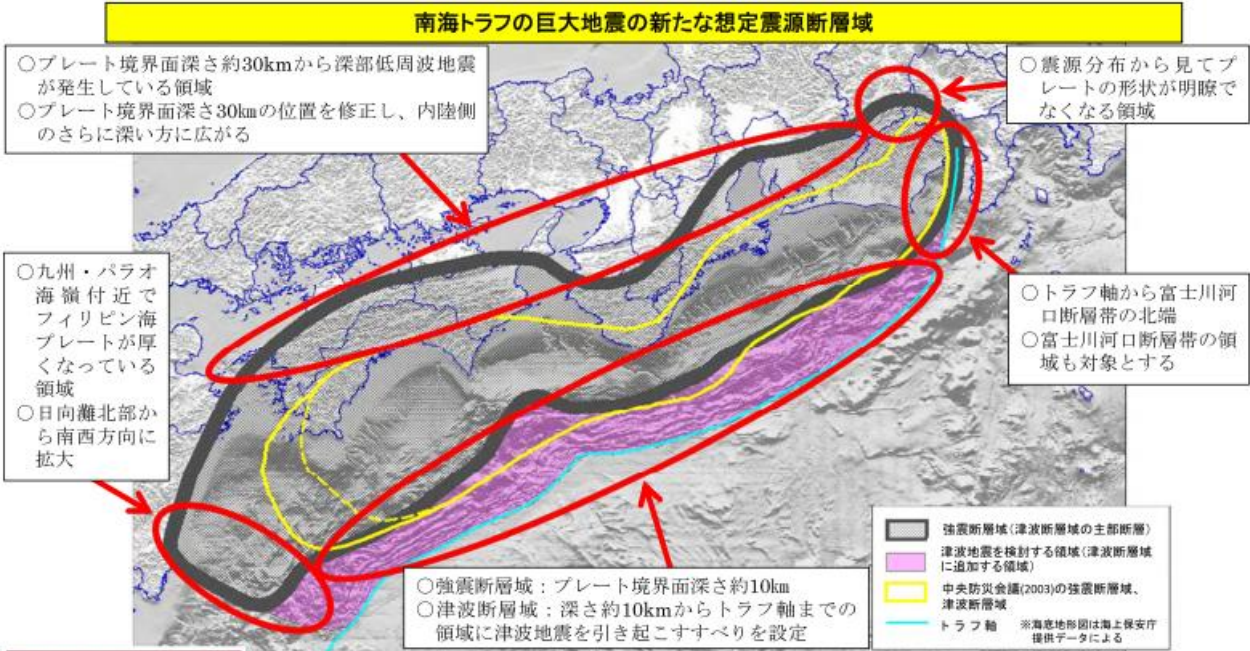 南海トラフの巨大地震の新たな想定震源断層域
○プレート境界面深さ約30kmから深部低周波地震
が発生している領域
○プレート境界面深さ30kmの位置を修正し、内陸側
のさらに深い方に広がる
○震源分布から見てプ
レートの形状が明瞭で
なくなる領域
○九州・パラオ
海嶺付近で
フィリピン海
プレートが厚
くなっている
領域
○日向灘北部か
ら南西方向に
拡大
○トラフ軸から富士川河
口断層帯の北端
○富士川河口断層帯の領
域も対象とする
○強震断層域：プレート境界面深さ約10km
○津波断層域：深さ約10kmからトラフ軸までの
領域に津波地震を引き起こすすべりを設定
強震断層域(津波断層域の主部断層)
津波地震を検討する領域(津波断層域
に追加する領域)
中央防災会議(2003)の強震断層域、
津波断層域
トラフ軸
※海底地形図は海上保安庁
提供データによる